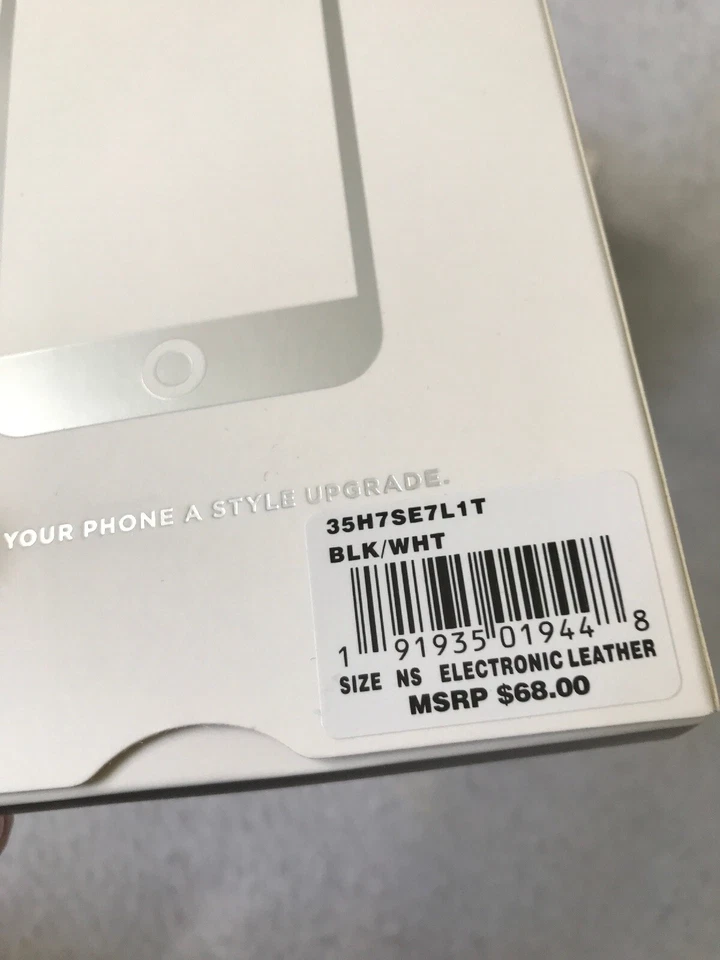 YOUR PHONE A STYLE UPGRADE.
35H7SE7L1T
BLK/WHT
1 91935 01944 8
SIZE NS ELECTRONIC LEATHER
MSRP $68.00